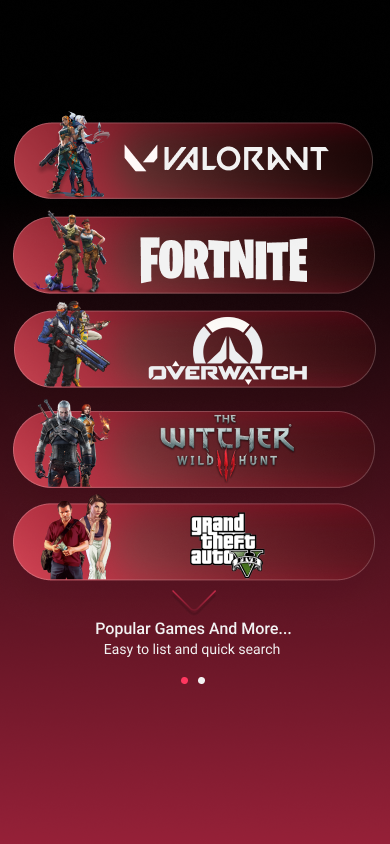 VALORANT
FORTNITE
OVERWATCH
THE
WITCHER
WILD HUNT
grand
theft
auto V
FIVE
Popular Games And More...
Easy to list and quick search